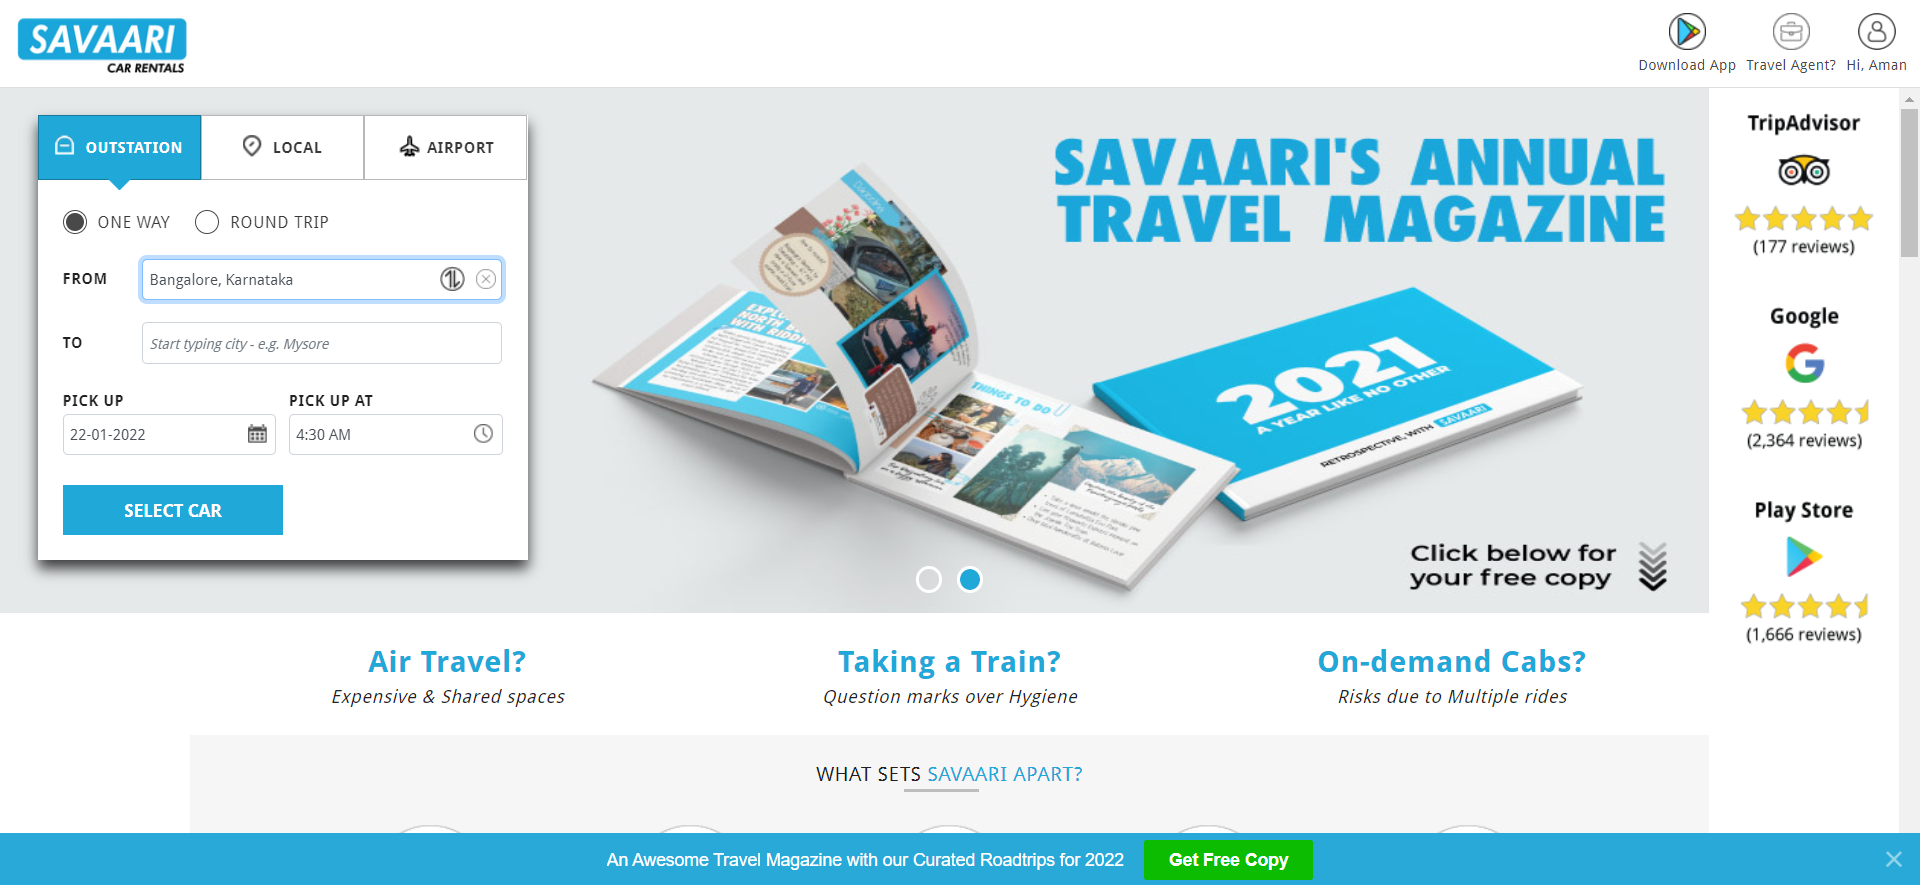 SAVAARI
CAR RENTALS
Download App
Travel Agent?
Hi, Aman
OUTSTATION
LOCAL
AIRPORT
ONE WAY
ROUND TRIP
FROM
Bangalore, Karnataka
TO
Start typing city - e.g. Mysore
PICK UP
PICK UP AT
22-01-2022
4:30 AM
SELECT CAR
SAVAARI'S ANNUAL
TRAVEL MAGAZINE
THINGS TO DO
2021
A YEAR LIKE NO OTHER
RETROSPECTIVE, WITH SAVAARI
Click below for
your free copy
TripAdvisor
(177 reviews)
Google
(2,364 reviews)
Play Store
(1,666 reviews)
Air Travel?
Expensive & Shared spaces
Taking a Train?
Question marks over Hygiene
On-demand Cabs?
Risks due to Multiple rides
WHAT SETS SAVAARI APART?
An Awesome Travel Magazine with our Curated Roadtrips for 2022
Get Free Copy